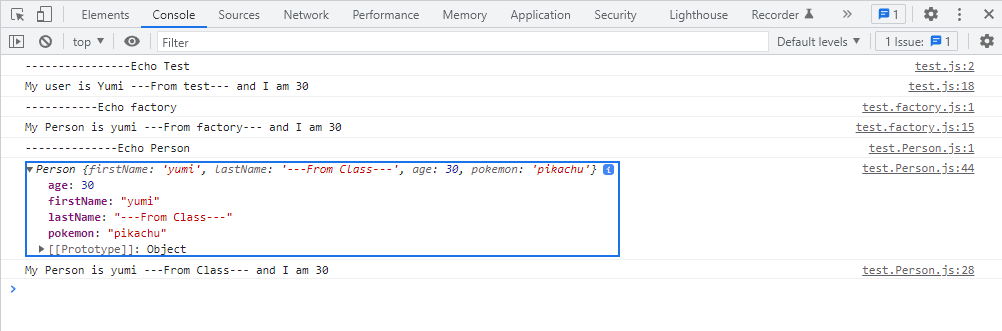 Elements Console Sources Network Performance Memory Application Security Lighthouse Recorder » 1
top ▼ Filter Default levels ▼ 1 Issue: 1
----------------Echo Test test.js:2
My user is Yumi ---From test--- and I am 30 test.js:18
-----------Echo factory test.factory.js:1
My Person is yumi ---From factory--- and I am 30 test.factory.js:15
--------------Echo Person test.Person.js:1
▼Person {firstName: 'yumi', lastName: '---From Class---', age: 30, pokemon: 'pikachu'} i test.Person.js:44
age: 30
firstName: "yumi"
lastName: "---From Class---"
pokemon: "pikachu"
▶[[Prototype]]: Object
My Person is yumi ---From Class--- and I am 30 test.Person.js:28
>